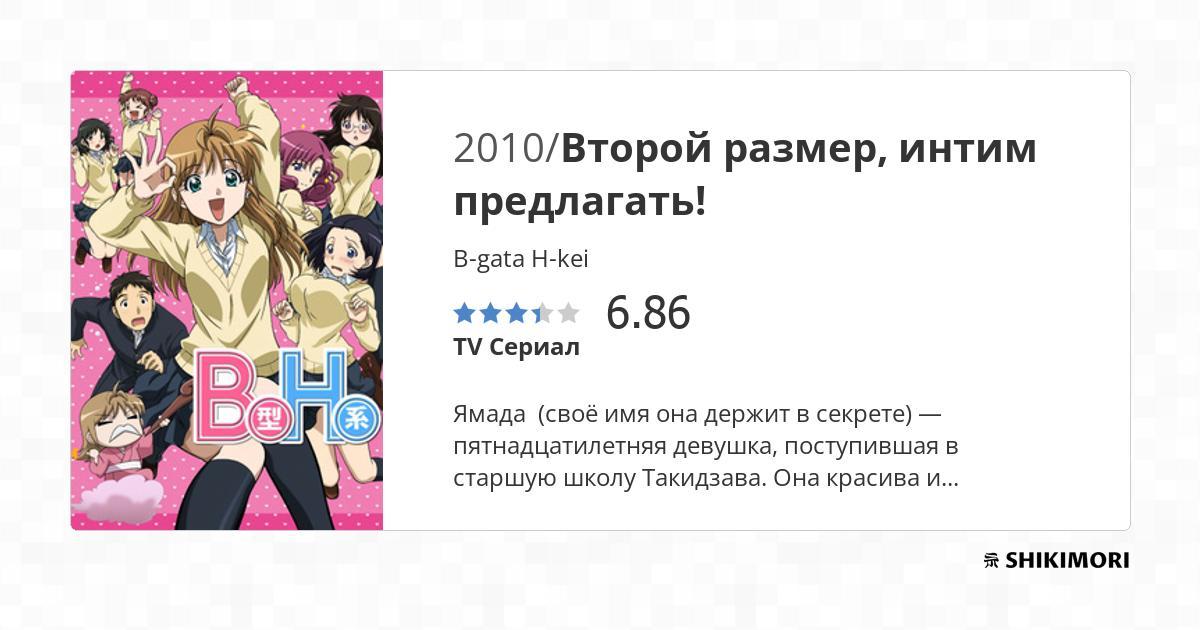 B型H系
2010/Второй размер, интим
предлагать!
B-gata H-kei
6.86
TV Сериал
Ямада (своё имя она держит в секрете) —
пятнадцатилетняя девушка, поступившая в
старшую школу Такидзава. Она красива и...
SHIKIMORI